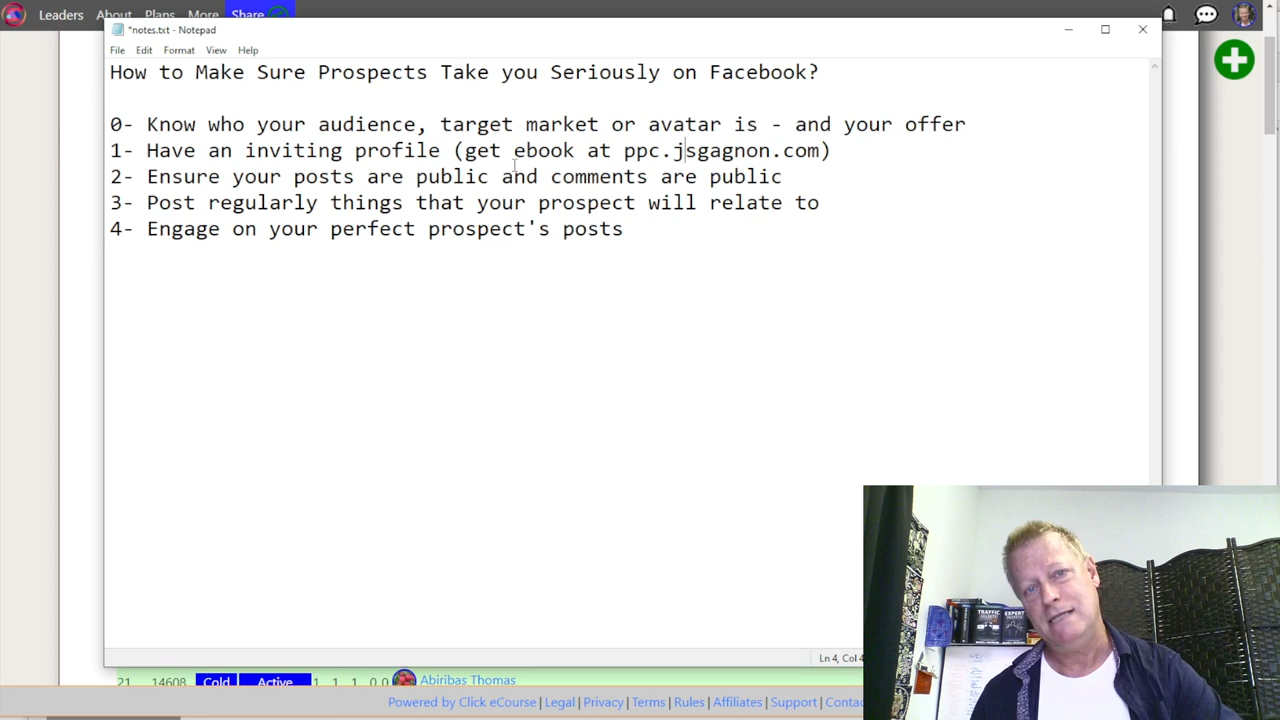 Leaders About Plans More Share
*notes.txt - Notepad
File Edit Format View Help
How to Make Sure Prospects Take you Seriously on Facebook?
0- Know who your audience, target market or avatar is - and your offer
1- Have an inviting profile (get ebook at ppc.jsgagnon.com)
2- Ensure your posts are public and comments are public
3- Post regularly things that your prospect will relate to
4- Engage on your perfect prospect's posts
TRAFFIC SECRETS EXPERT SECRETS
Ln 4, Col 4
21 14608 Cold Active 1 1 1 0.0 Abiribas Thomas
Powered by Click eCourse | Legal | Privacy | Terms | Rules | Affiliates | Support | Contac